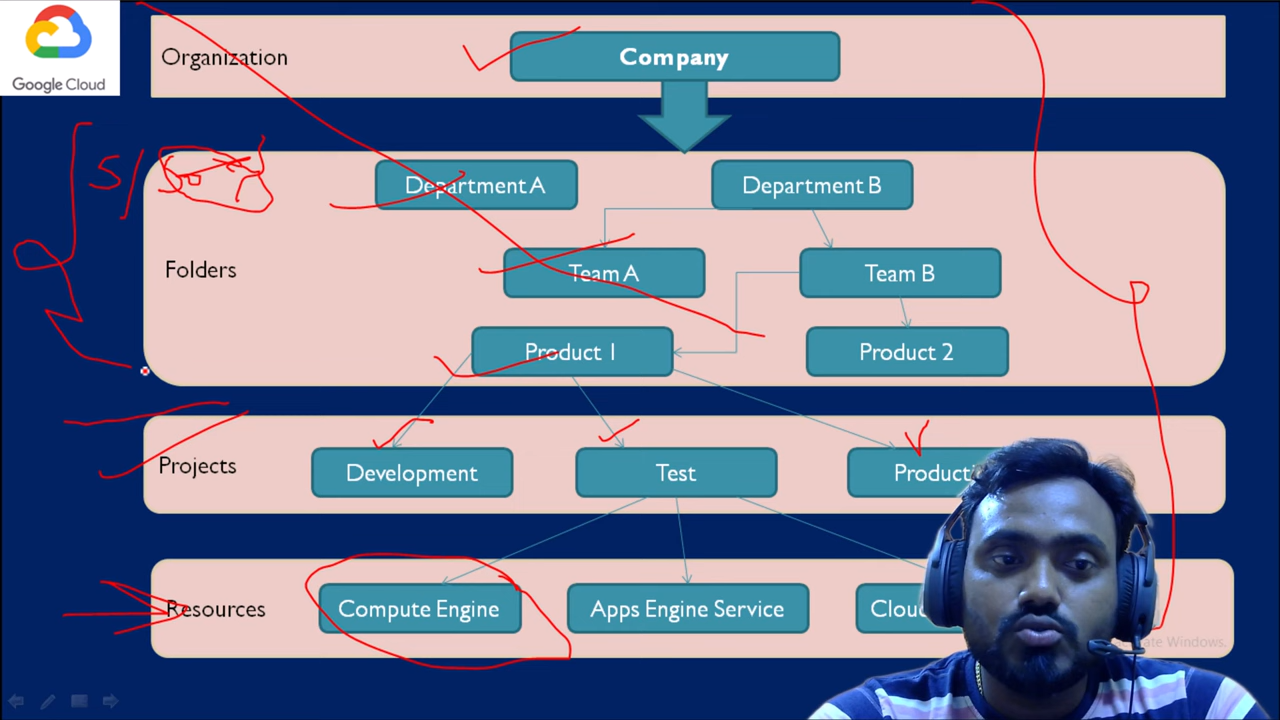 Google Cloud
Organization
Company
Department A
Department B
Folders
Team A
Team B
Product 1
Product 2
Projects
Development
Test
Resources
Compute Engine
Apps Engine Service
Windows.